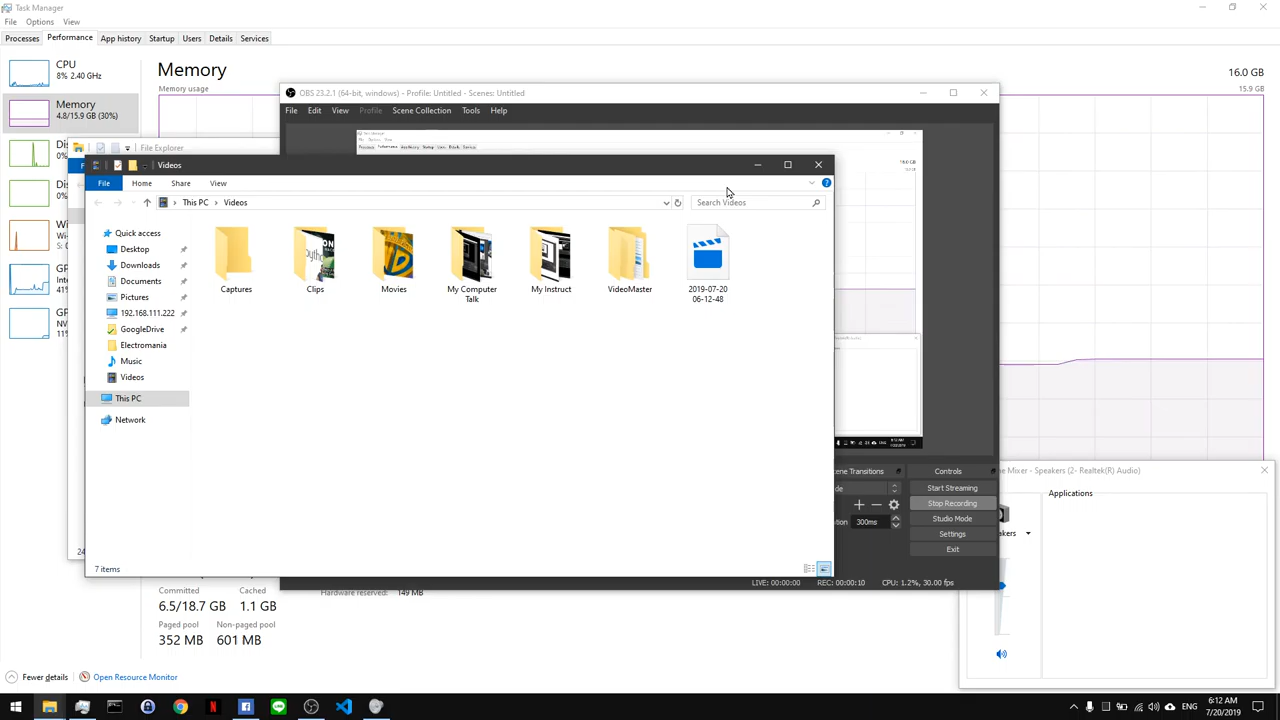 Task Manager
File Options View
Processes Performance App history Startup Users Details Services
CPU
8% 2.40 GHz
Memory
4.8/15.9 GB (30%)
Memory
16.0 GB
Memory usage
15.9 GB
OBS 23.2.1 (64-bit, windows) - Profile: Untitled - Scenes: Untitled
File Edit View Profile Scene Collection Tools Help
File Explorer
Videos
File Home Share View
This PC Videos
Search Videos
Quick access
Desktop
Downloads
Documents
Pictures
192.168.111.222
GoogleDrive
Electromania
Music
Videos
This PC
Network
Captures
Clips
Movies
My Computer Talk
My Instruct
VideoMaster
2019-07-20
06-12-48
7 items
Controls
Start Streaming
Stop Recording
Studio Mode
Settings
Exit
300ms
LIVE: 00:00:00 REC: 00:00:10 CPU: 1.2%, 30.00 fps
Mixer - Speakers (2- Realtek(R) Audio)
Applications
Committed Cached
6.5/18.7 GB 1.1 GB
Hardware reserved: 149 MB
Paged pool Non-paged pool
352 MB 601 MB
Fewer details Open Resource Monitor
6:12 AM
7/20/2019